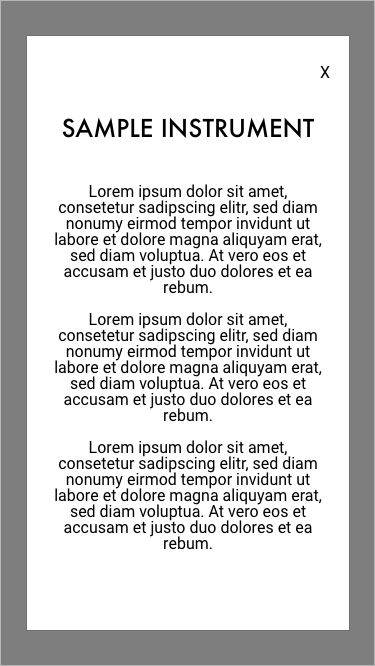 X
SAMPLE INSTRUMENT
Lorem ipsum dolor sit amet,
consetetur sadipscing elitr, sed diam
nonumy eirmod tempor invidunt ut
labore et dolore magna aliquyam erat,
sed diam voluptua. At vero eos et
accusam et justo duo dolores et ea
rebum.
Lorem ipsum dolor sit amet,
consetetur sadipscing elitr, sed diam
nonumy eirmod tempor invidunt ut
labore et dolore magna aliquyam erat,
sed diam voluptua. At vero eos et
accusam et justo duo dolores et ea
rebum.
Lorem ipsum dolor sit amet,
consetetur sadipscing elitr, sed diam
nonumy eirmod tempor invidunt ut
labore et dolore magna aliquyam erat,
sed diam voluptua. At vero eos et
accusam et justo duo dolores et ea
rebum.